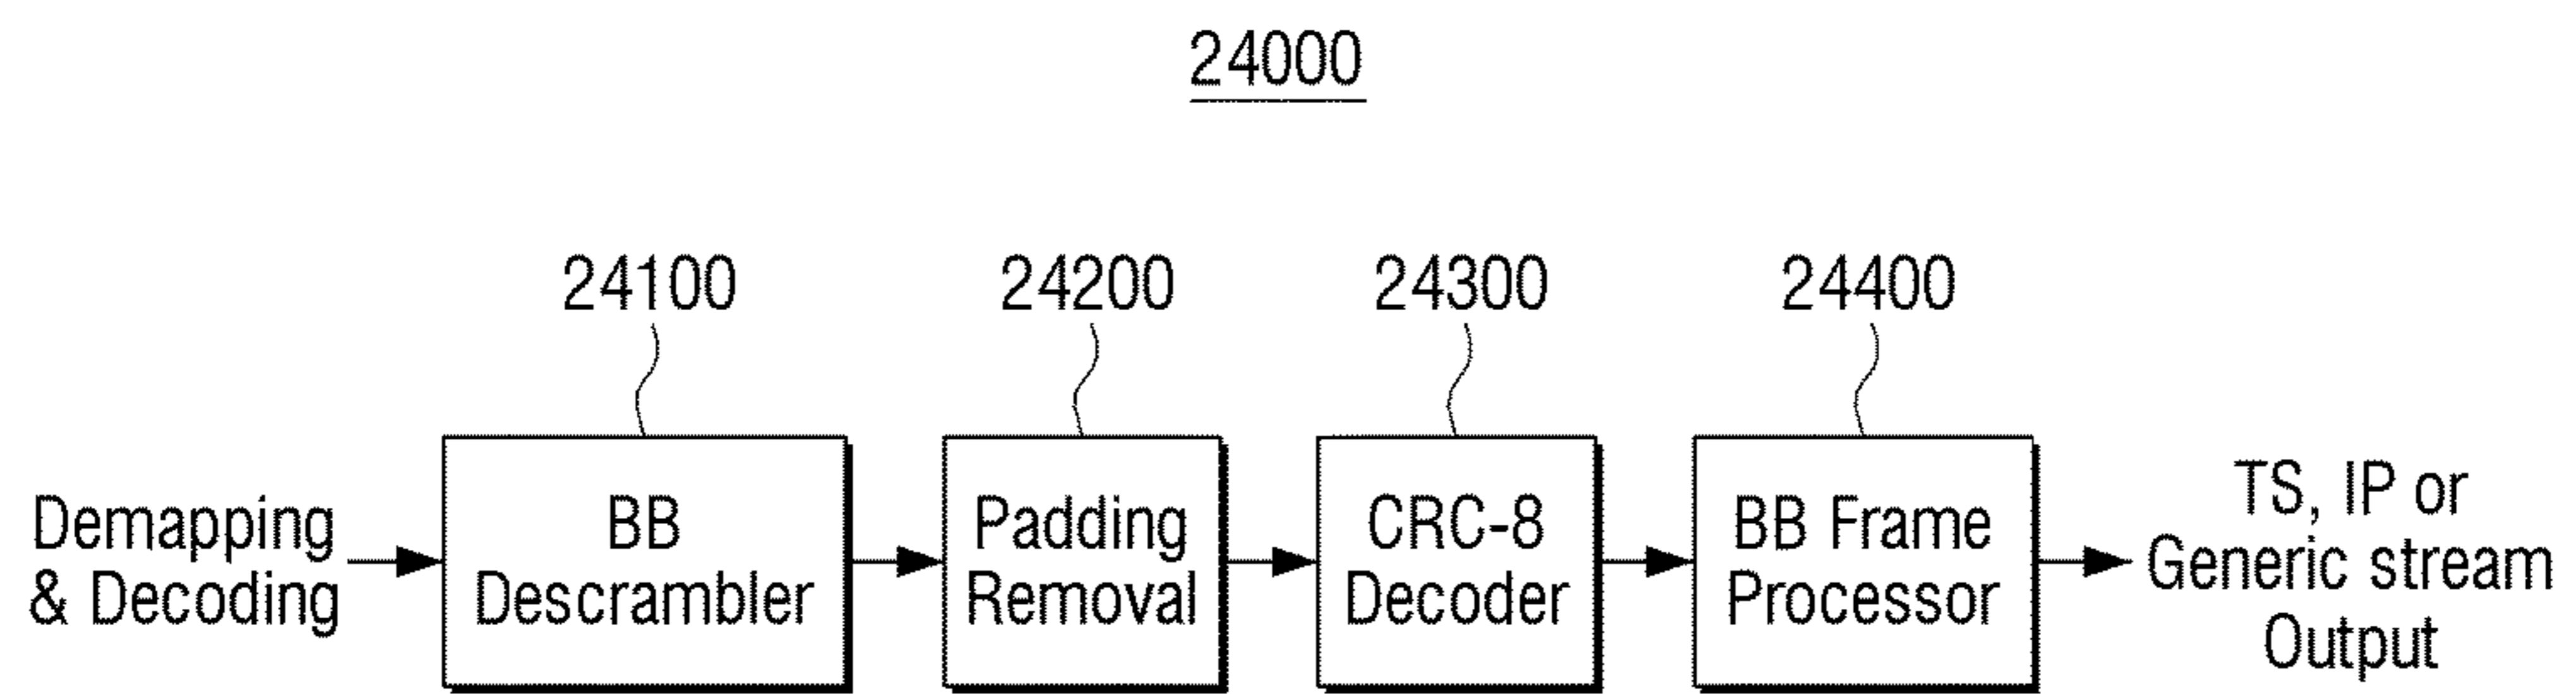 24000
24100
24200
24300
24400
Demapping
& Decoding
BB
Descrambler
Padding
Removal
CRC-8
Decoder
BB Frame
Processor
TS, IP or
Generic stream
Output